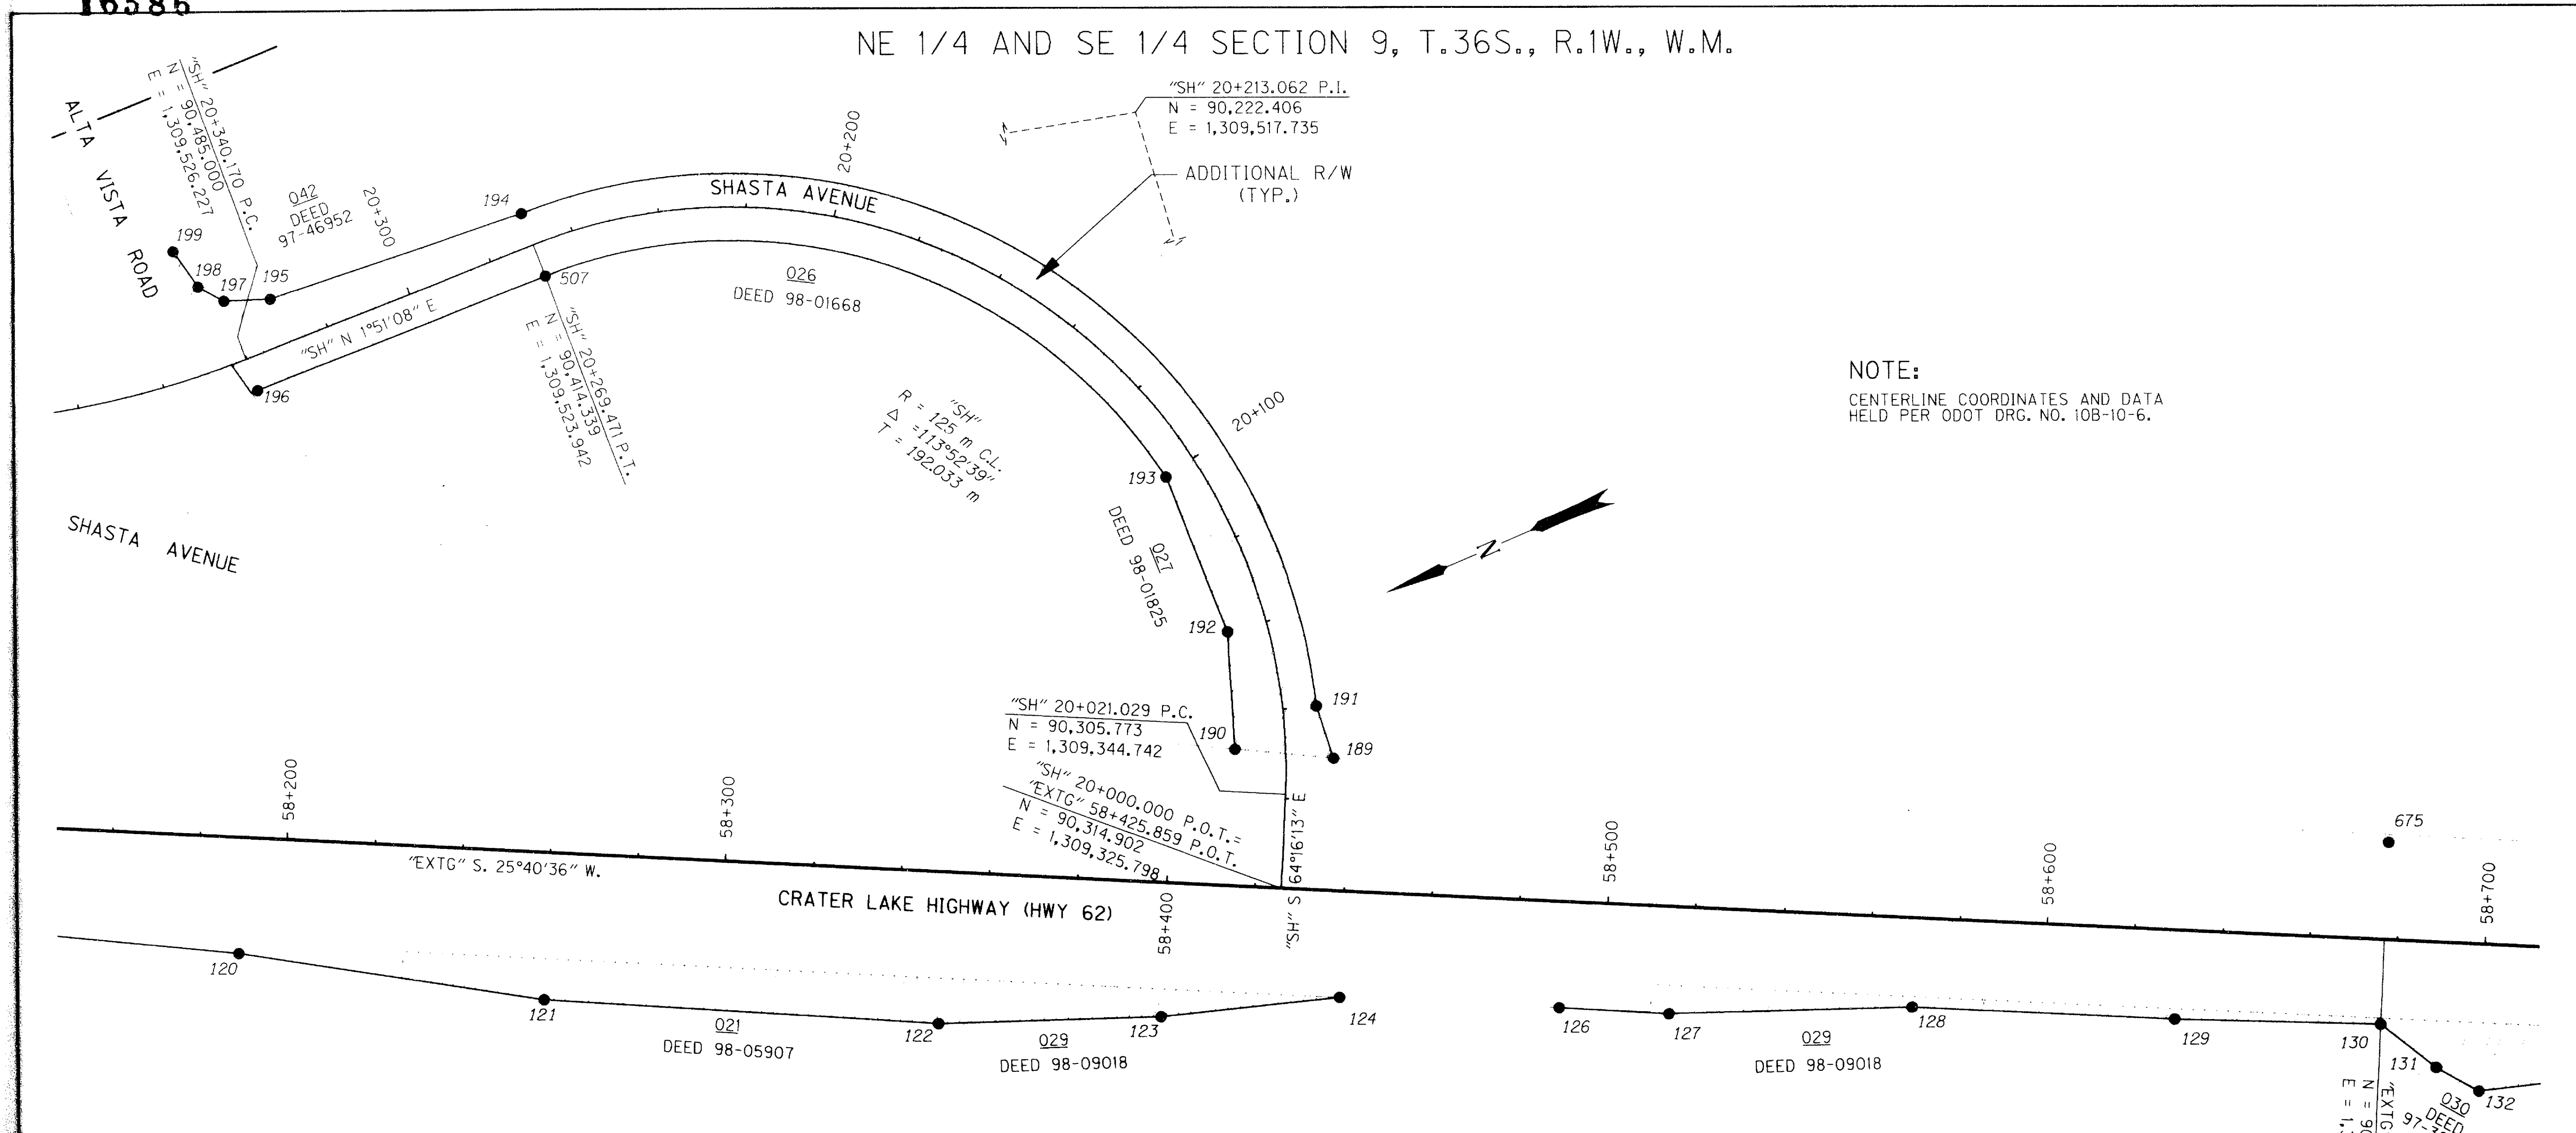 16386
NE 1/4 AND SE 1/4 SECTION 9, T.36S., R.1W., W.M.
"SH" 20+213.062 P.I.
N = 90,222.406
E = 1,309,517.735
ADDITIONAL R/W
(TYP.)
ALTA VISTA ROAD
"SH" 20+340.170 P.C.
N = 90,485.000
E = 1,309,526.227
042
DEED
97-46952
20+300
194
SHASTA AVENUE
20+200
199
198
197
195
507
196
"SH" N 1°51'08" E
"SH" 20+269.471 P.T.
N = 90,414.339
E = 1,309,523.942
026
DEED 98-01668
"SH"
R = 125 m C.L.
Δ =113°52'39"
T = 192.033 m
20+100
NOTE:
CENTERLINE COORDINATES AND DATA
HELD PER ODOT DRG. NO. 10B-10-6.
193
027
DEED 98-01825
N
SHASTA AVENUE
192
191
190
189
"SH" 20+021.029 P.C.
N = 90,305.773
E = 1,309,344.742
"SH" 20+000.000 P.O.T.=
"EXTG" 58+425.859 P.O.T.
N = 90,314.902
E = 1,309,325.798
"SH" S 64°16'13" E
58+200
58+300
58+400
58+500
58+600
58+700
675
"EXTG" S. 25°40'36" W.
CRATER LAKE HIGHWAY (HWY 62)
120
121
021
DEED 98-05907
122
029
DEED 98-09018
123
124
126
127
029
DEED 98-09018
128
129
130
131
132
"EXTG
N = 90
E = 1,
030
DEED